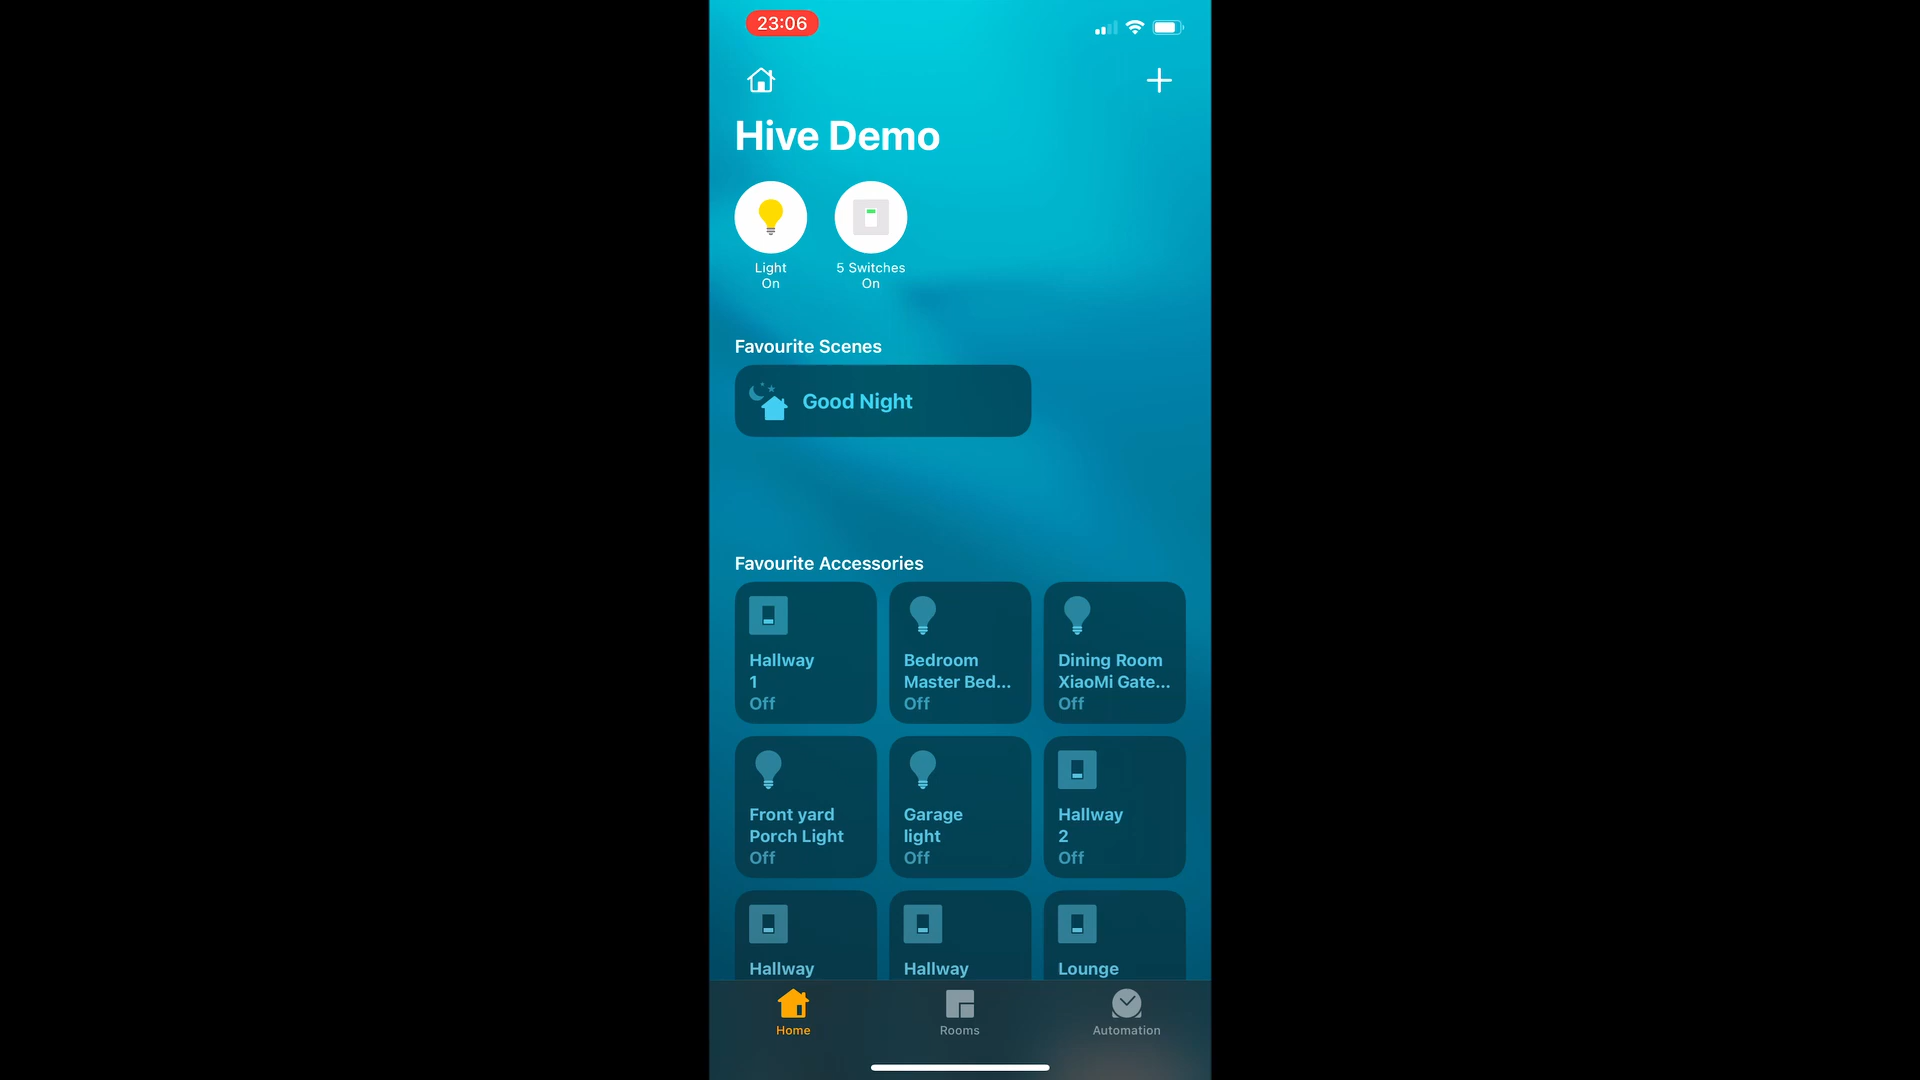 23:06
Hive Demo
Light
On
5 Switches
On
Favourite Scenes
Good Night
Favourite Accessories
Hallway
1
Off
Bedroom
Master Bed...
Off
Dining Room
XiaoMi Gate...
Off
Front yard
Porch Light
Off
Garage
light
Off
Hallway
2
Off
Hallway
Hallway
Lounge
Home
Rooms
Automation